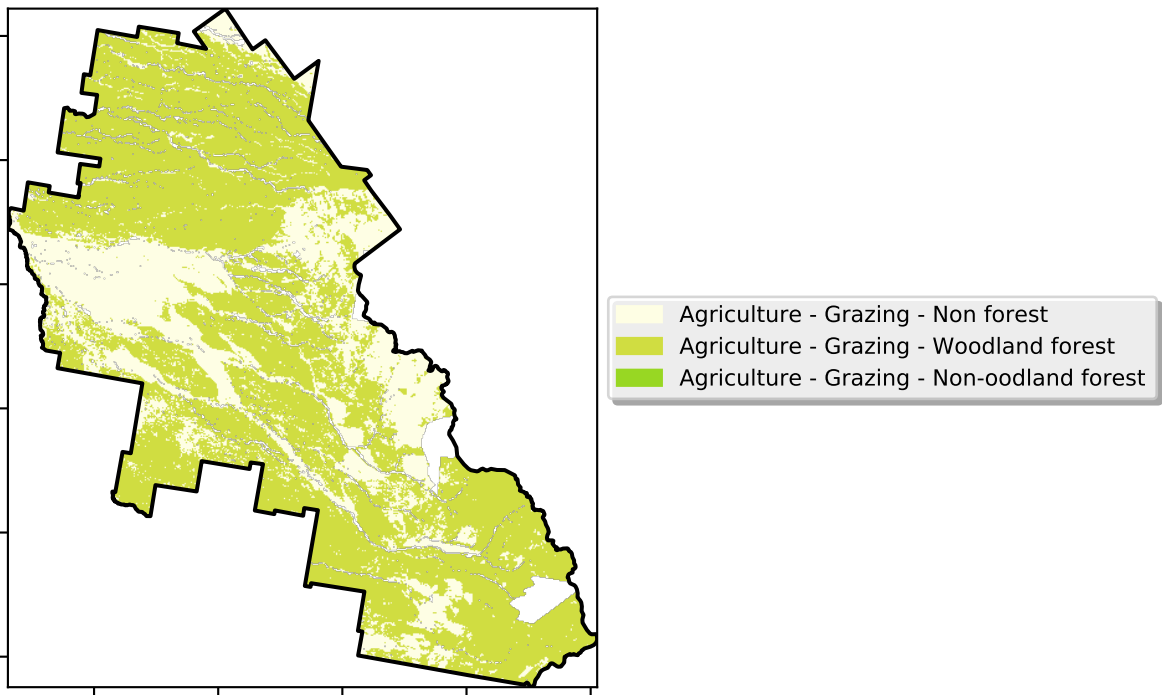 Agriculture - Grazing - Non forest
Agriculture - Grazing - Woodland forest
Agriculture - Grazing - Non-oodland forest